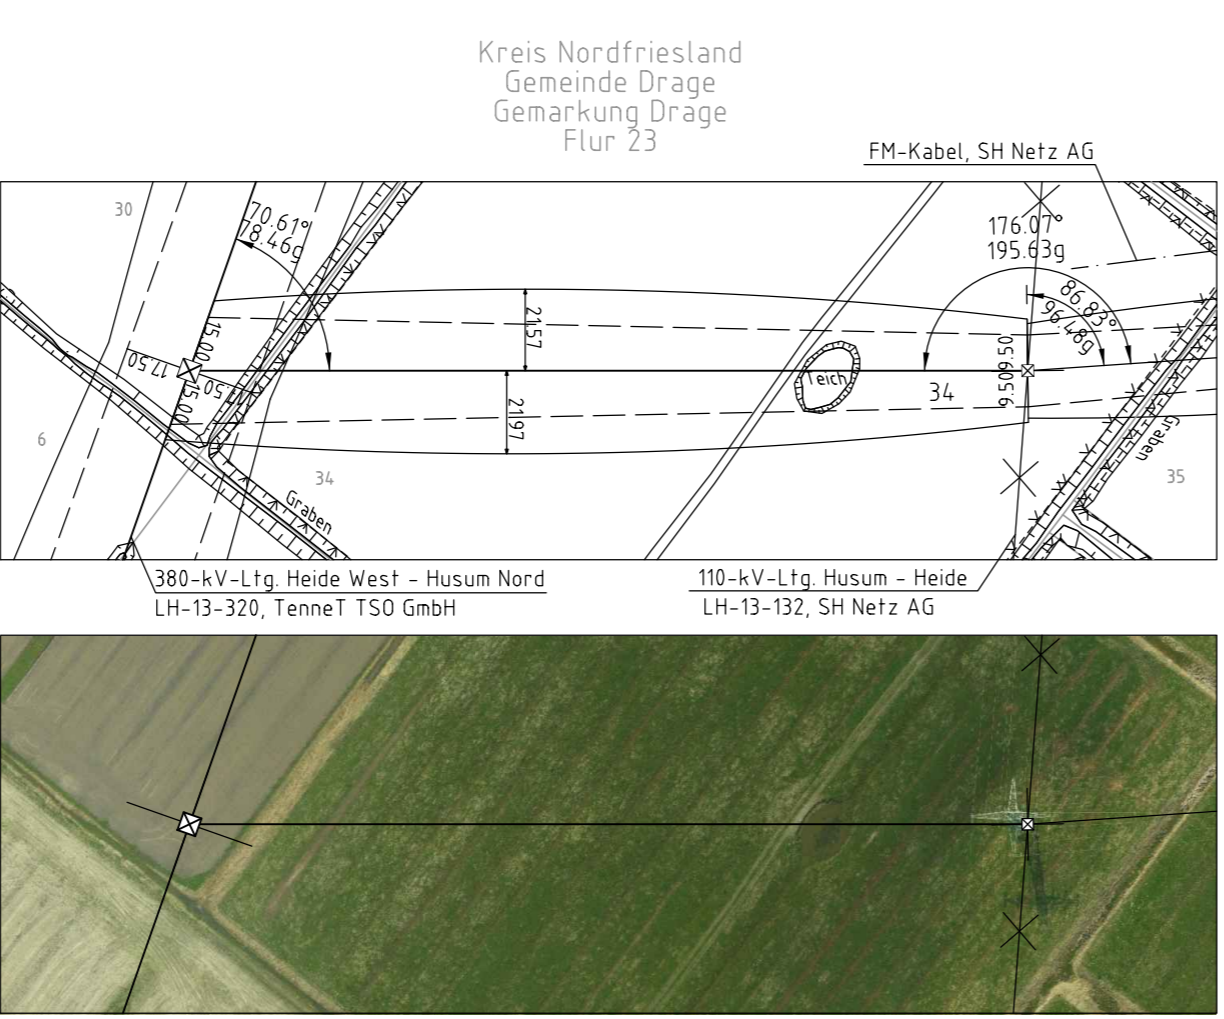 Kreis Nordfriesland
Gemeinde Drage
Gemarkung Drage
Flur 23
FM-Kabel, SH Netz AG
30
70.61°
78.46g
176.07°
195.63g
86.83°
96.48g
15.00
17.50
17.50
15.00
21.57
21.97
Teich
9.50
9.50
34
6
34
Graben
Graben
35
380-kV-Ltg. Heide West - Husum Nord
LH-13-320, TenneT TSO GmbH
110-kV-Ltg. Husum - Heide
LH-13-132, SH Netz AG